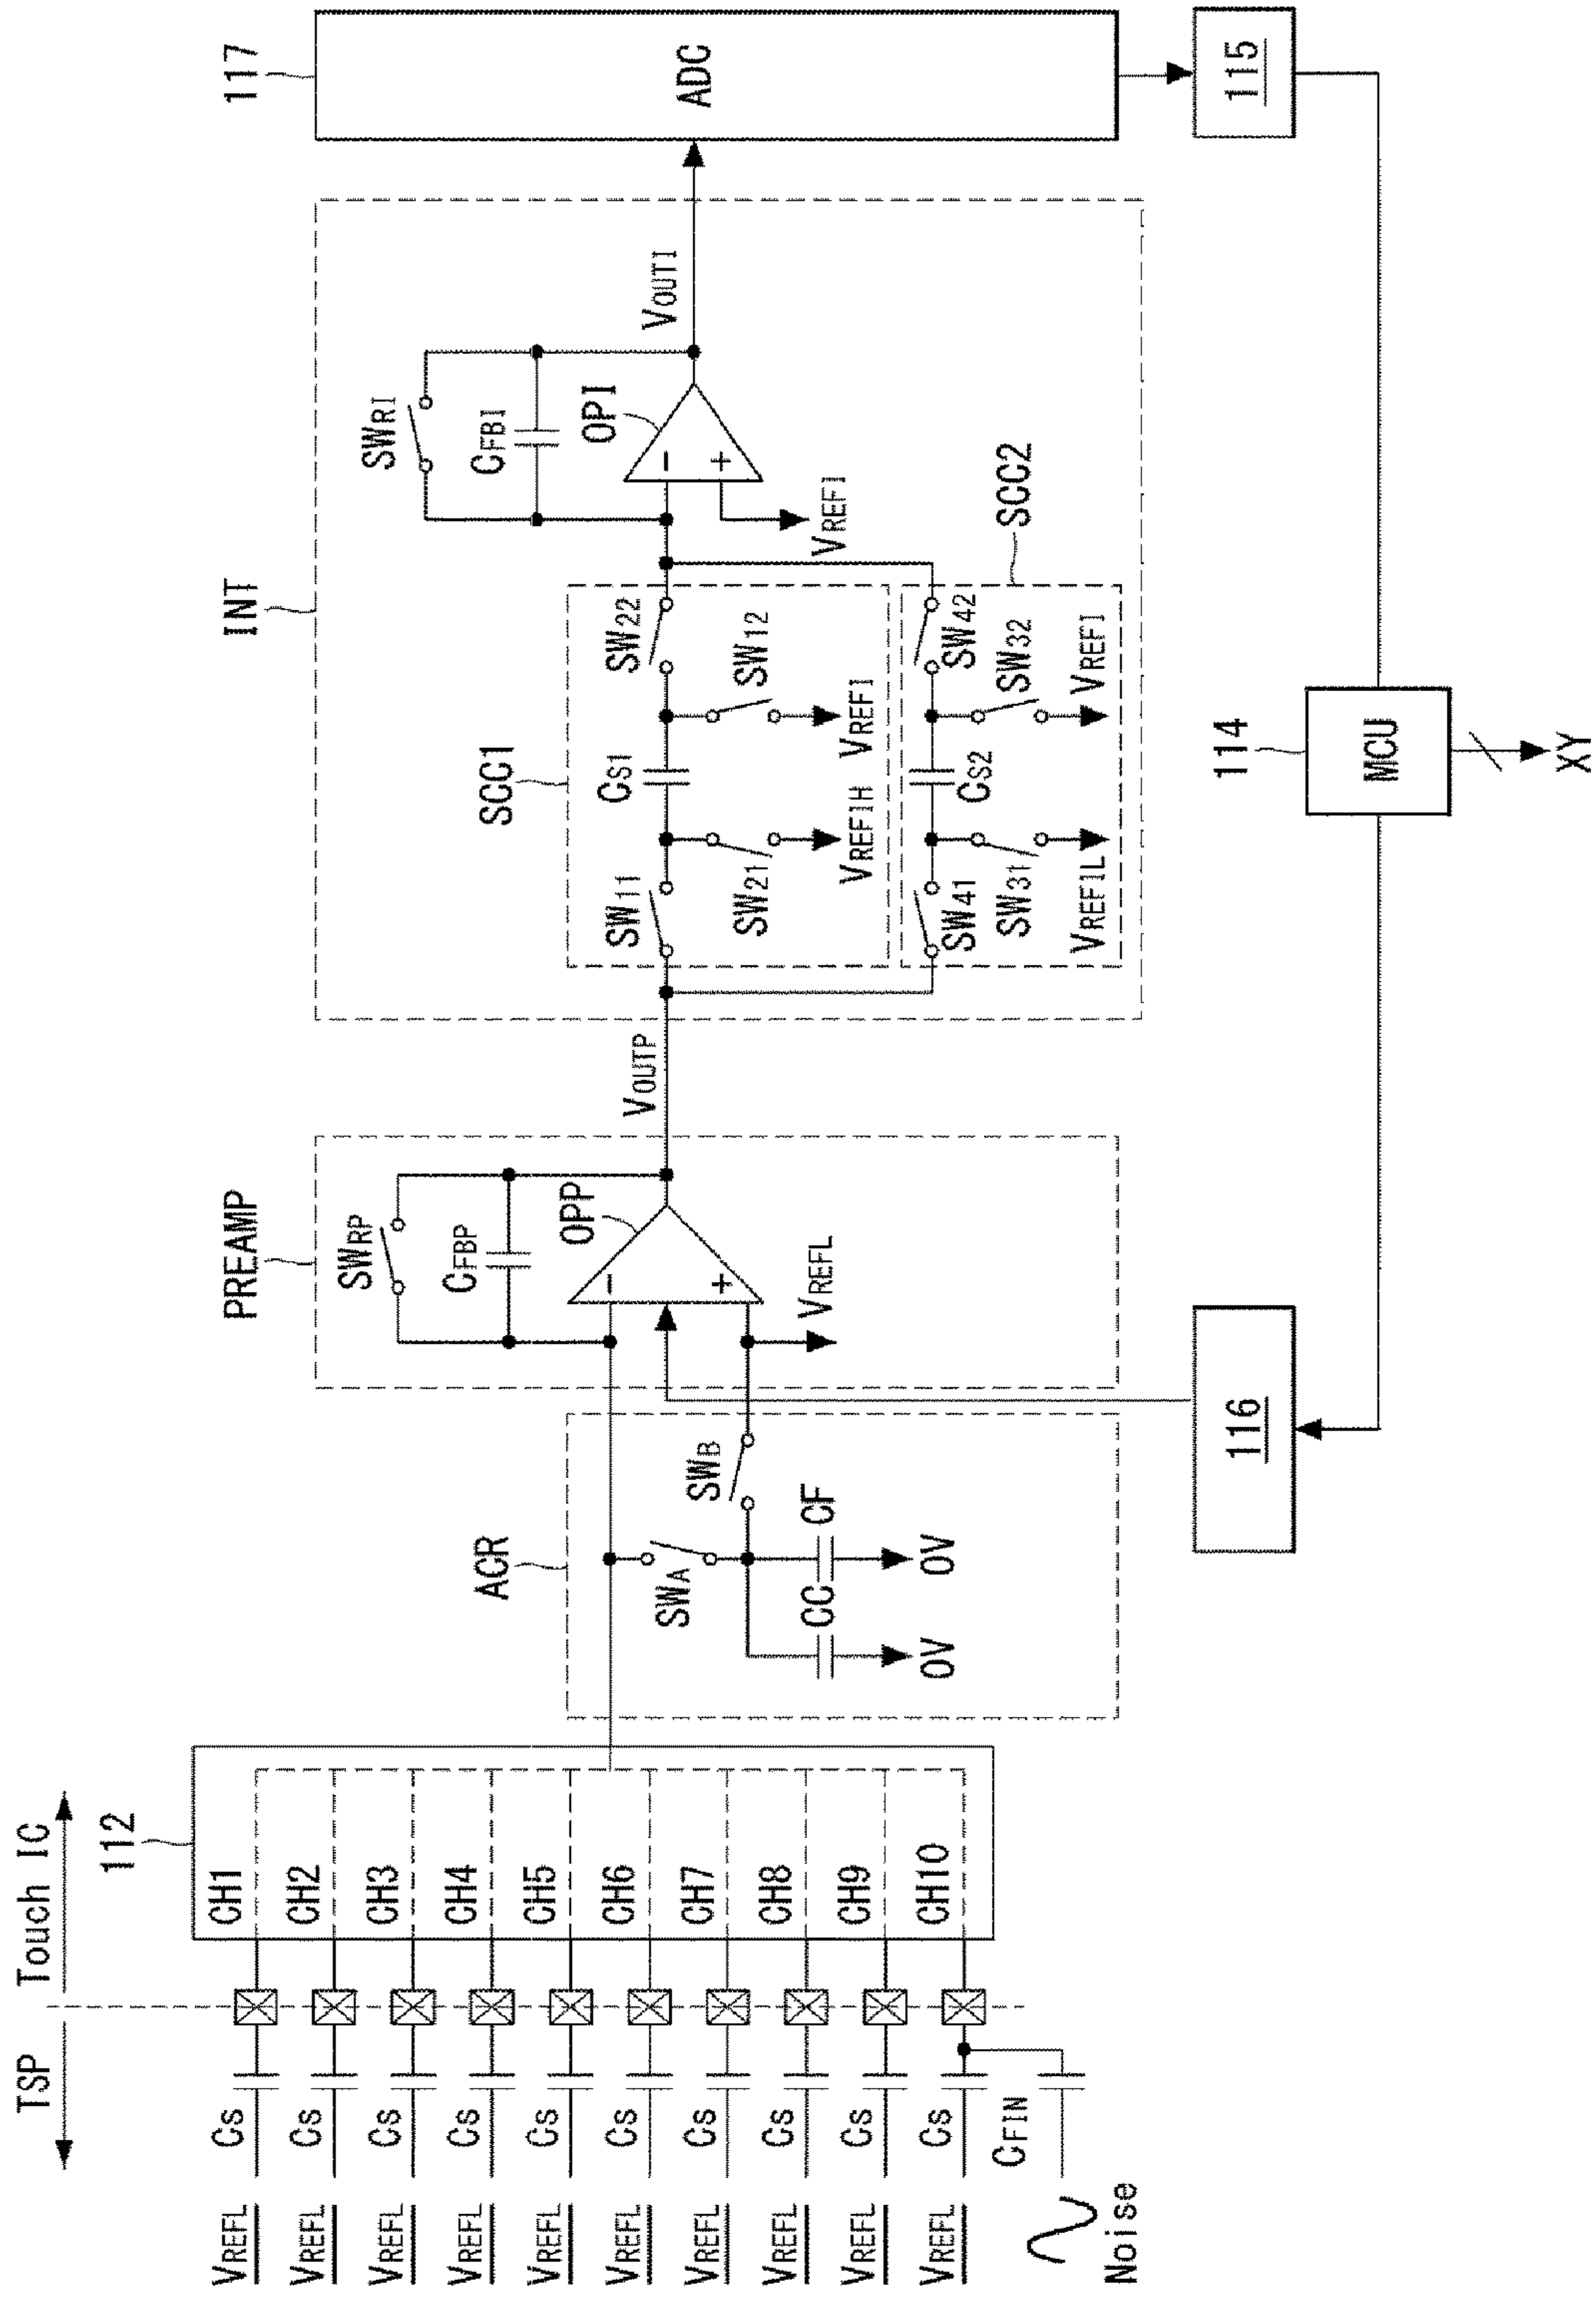 TSP Touch IC
112
ACR
PREAMP
INT
117
VREFL Cs CH1
VREFL Cs CH2
VREFL Cs CH3
VREFL Cs CH4
VREFL Cs CH5
VREFL Cs CH6
VREFL Cs CH7
VREFL Cs CH8
VREFL Cs CH9
VREFL Cs CH10
CFIN
Noise
SWA
SWB
CC
CF
0V
0V
SWRP
CFBP
OPP
−
+
VREFL
VOUTP
SCC1
SW11
CS1
SW22
SW21
SW12
VREF1H
VREFI
SW41
CS2
SW42
SW31
SW32
VREF1L
VREFI
SCC2
SWRI
CFBI
OPI
−
+
VREFI
VOUTI
ADC
116
114
MCU
XY
115